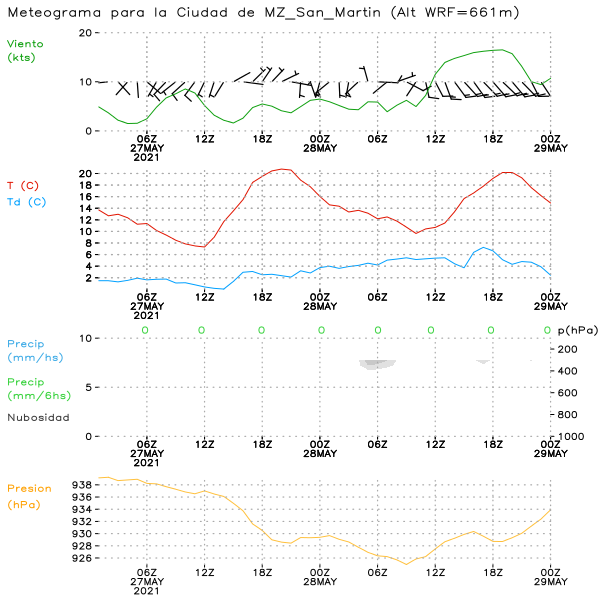 Meteograma para la Ciudad de MZ_San_Martin (Alt WRF=661m)
Viento
(kts)
20
10
0
06Z 12Z 18Z 00Z 06Z 12Z 18Z 00Z
27MAY 28MAY 29MAY
2021
T (C)
Td (C)
20
18
16
14
12
10
8
6
4
2
06Z 12Z 18Z 00Z 06Z 12Z 18Z 00Z
27MAY 28MAY 29MAY
2021
0 0 0 0 0 0 0 0 p(hPa)
Precip
(mm/hs)
Precip
(mm/6hs)
Nubosidad
10
5
0
200
400
600
800
1000
06Z 12Z 18Z 00Z 06Z 12Z 18Z 00Z
27MAY 28MAY 29MAY
2021
Presion
(hPa)
938
936
934
932
930
928
926
06Z 12Z 18Z 00Z 06Z 12Z 18Z 00Z
27MAY 28MAY 29MAY
2021